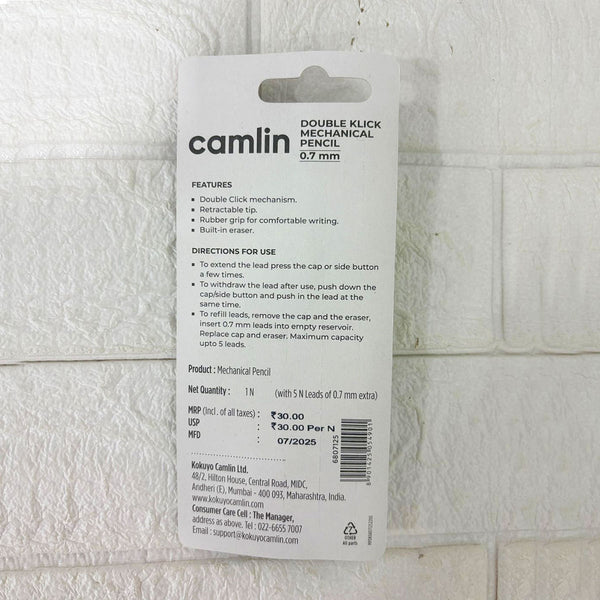 camlin
DOUBLE KLICK
MECHANICAL
PENCIL
0.7 mm
FEATURES
▪ Double Click mechanism.
▪ Retractable tip.
▪ Rubber grip for comfortable writing.
▪ Built-in eraser.
DIRECTIONS FOR USE
▪ To extend the lead press the cap or side button
a few times.
▪ To withdraw the lead after use, push down the
cap/side button and push in the lead at the
same time.
▪ To refill leads, remove the cap and the eraser,
insert 0.7 mm leads into empty reservoir.
Replace cap and eraser. Maximum capacity
upto 5 leads.
Product : Mechanical Pencil
Net Quantity : 1 N (with 5 N Leads of 0.7 mm extra)
MRP (Incl. of all taxes) : ₹30.00
USP : ₹30.00 Per N
MFD : 07/2025
6807125
8901425054901
Kokuyo Camlin Ltd.
48/2, Hilton House, Central Road, MIDC,
Andheri (E), Mumbai - 400 093, Maharashtra, India.
www.kokuyocamlin.com
Consumer Care Cell : The Manager,
address as above. Tel : 022-6655 7007
Email : support@kokuyocamlin.com
OTHER
All parts